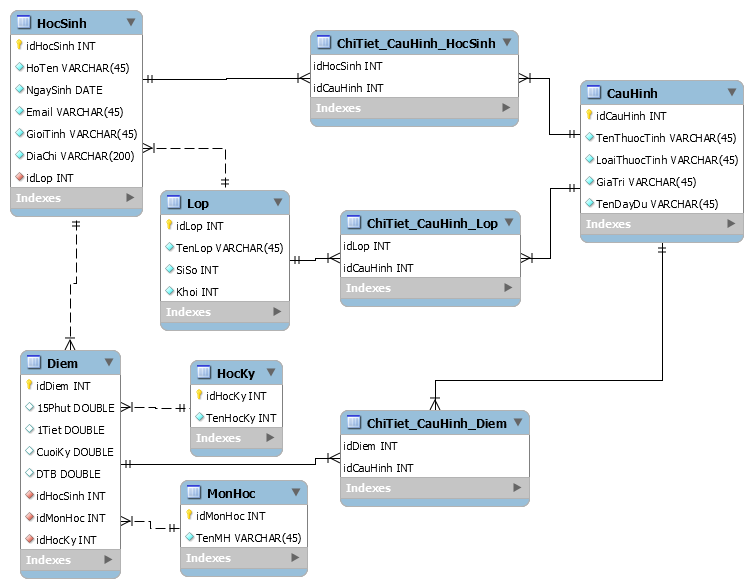 HocSinh
idHocSinh INT
HoTen VARCHAR(45)
NgaySinh DATE
Email VARCHAR(45)
GioiTinh VARCHAR(45)
DiaChi VARCHAR(200)
idLop INT
Indexes
ChiTiet_CauHinh_HocSinh
idHocSinh INT
idCauHinh INT
Indexes
CauHinh
idCauHinh INT
TenThuocTinh VARCHAR(45)
LoaiThuocTinh VARCHAR(45)
GiaTri VARCHAR(45)
TenDayDu VARCHAR(45)
Indexes
Lop
idLop INT
TenLop VARCHAR(45)
SiSo INT
Khoi INT
Indexes
ChiTiet_CauHinh_Lop
idLop INT
idCauHinh INT
Indexes
Diem
idDiem INT
15Phut DOUBLE
1Tiet DOUBLE
CuoiKy DOUBLE
DTB DOUBLE
idHocSinh INT
idMonHoc INT
idHocKy INT
Indexes
HocKy
idHocKy INT
TenHocKy INT
Indexes
ChiTiet_CauHinh_Diem
idDiem INT
idCauHinh INT
Indexes
MonHoc
idMonHoc INT
TenMH VARCHAR(45)
Indexes